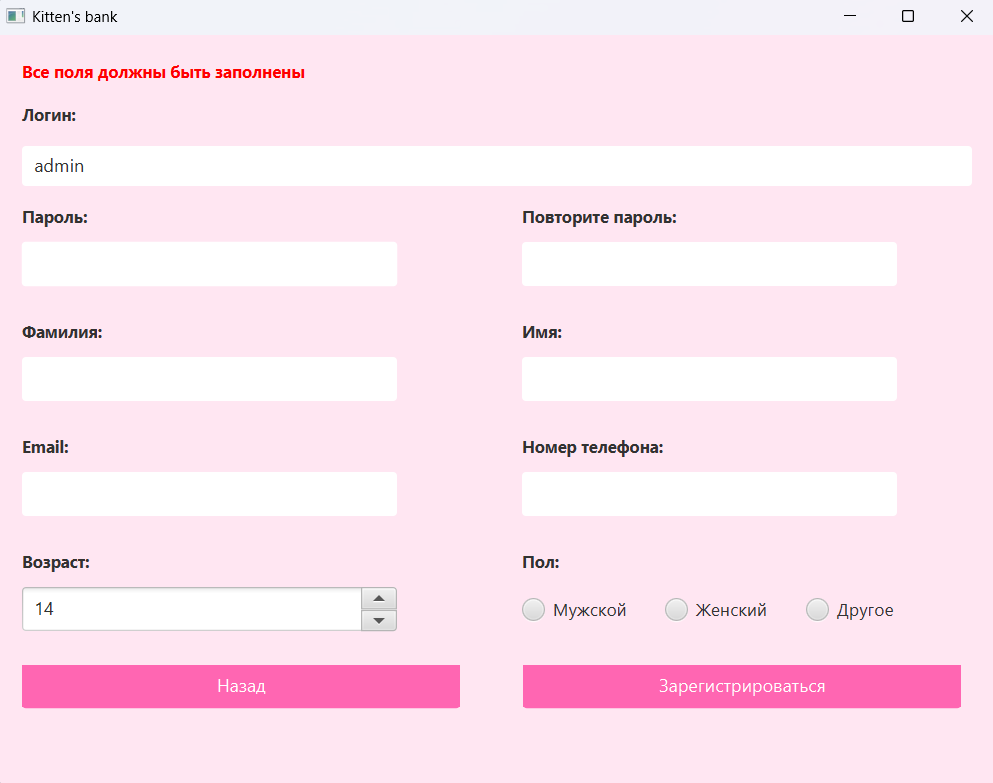 Kitten's bank
Все поля должны быть заполнены
Логин:
admin
Пароль: Повторите пароль:
Фамилия: Имя:
Email: Номер телефона:
Возраст: Пол:
14 Мужской Женский Другое
Назад Зарегистрироваться